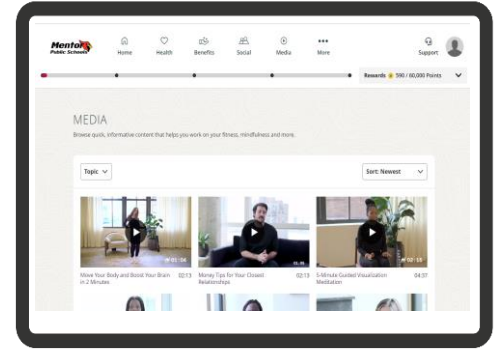 Mentor
Public Schools
Home
Health
Benefits
Social
Media
More
Support
Rewards 590 / 60,000 Points
MEDIA
Browse quick, informative content that helps you work on your fitness, mindfulness and more.
Topic
Sort: Newest
Move Your Body and Boost Your Brain in 2 Minutes 02:13
Money Tips for Your Closest Relationships 02:13
5-Minute Guided Visualization Meditation 04:37